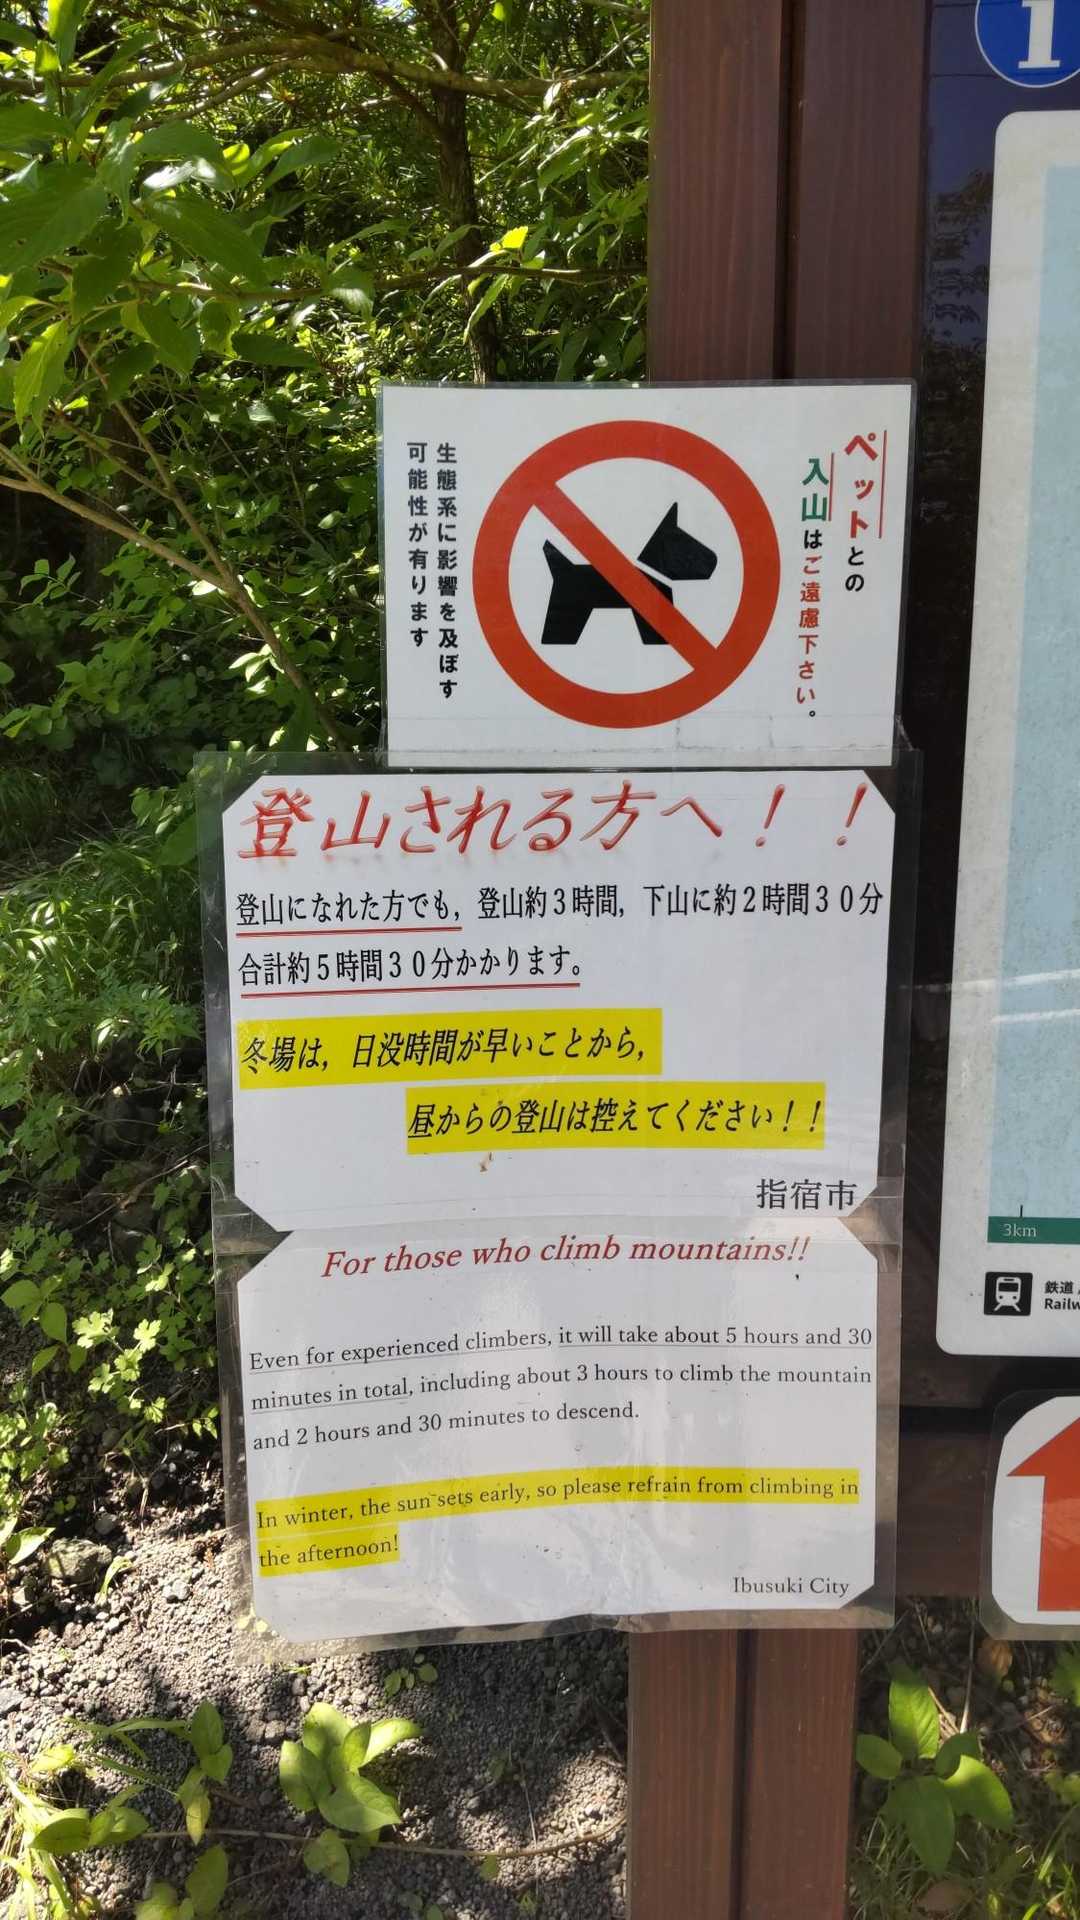 ペットとの
入山はご遠慮下さい。
生態系に影響を及ぼす
可能性が有ります
登山される方へ！！
登山になれた方でも，登山約３時間，下山に約２時間３０分
合計約５時間３０分かかります。
冬場は，日没時間が早いことから，
昼からの登山は控えてください！！
指宿市
For those who climb mountains!!
Even for experienced climbers, it will take about 5 hours and 30
minutes in total, including about 3 hours to climb the mountain
and 2 hours and 30 minutes to descend.
In winter, the sun sets early, so please refrain from climbing in
the afternoon!
Ibusuki City
i
3km
鉄道
Railw